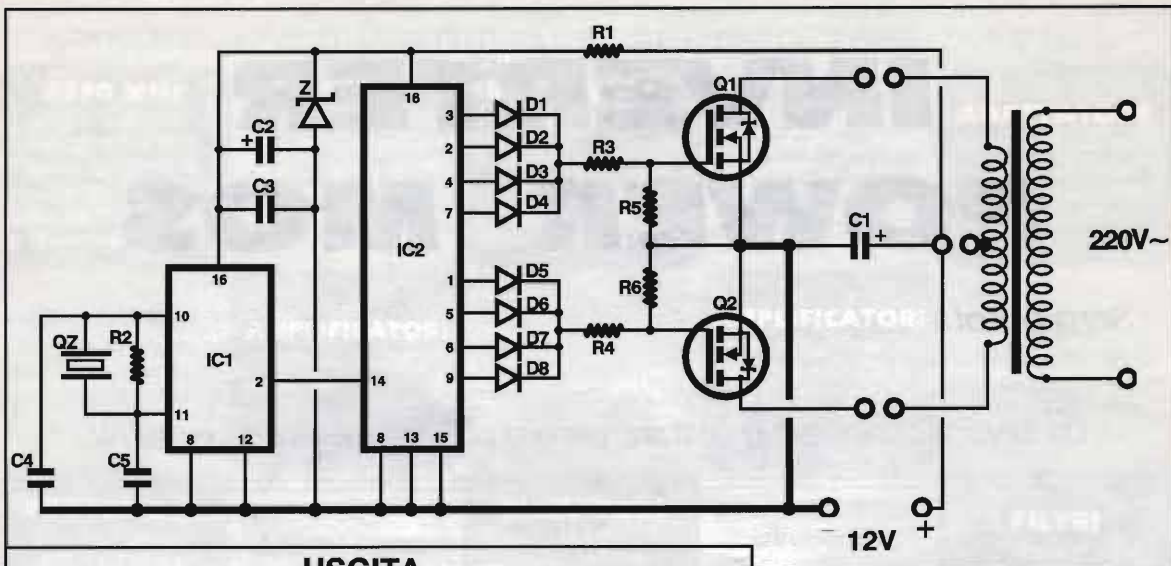 R1
Z
18
Q1
3
D1
2
D2
4
D3
7
D4
R3
C2
+
C3
R5
IC2
C1
+
220V~
16
1
D5
R6
5
D6
Q2
QZ
R2
10
IC1
6
D7
R4
2
14
9
D8
11
8
12
8
13
15
C4
C5
-
12V
+
FILTRI
USCITA